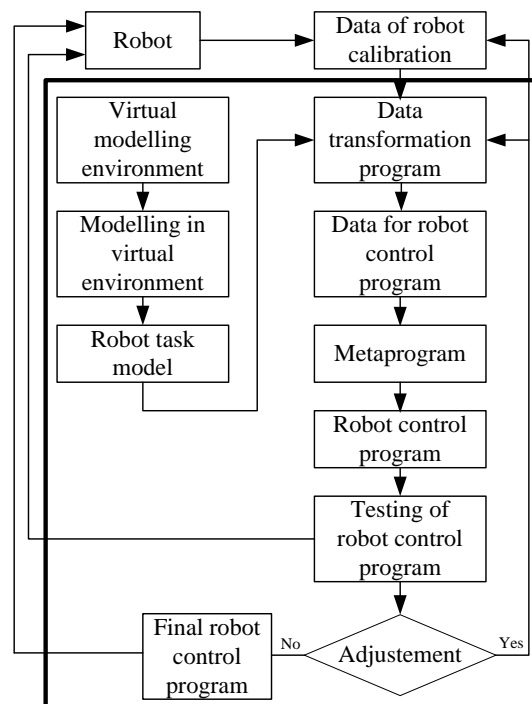 Robot
Data of robot
calibration
Virtual
modelling
environment
Data
transformation
program
Modelling in
virtual
environment
Data for robot
control
program
Robot task
model
Metaprogram
Robot control
program
Testing of
robot control
program
Final robot
control
program
No
Adjustement
Yes